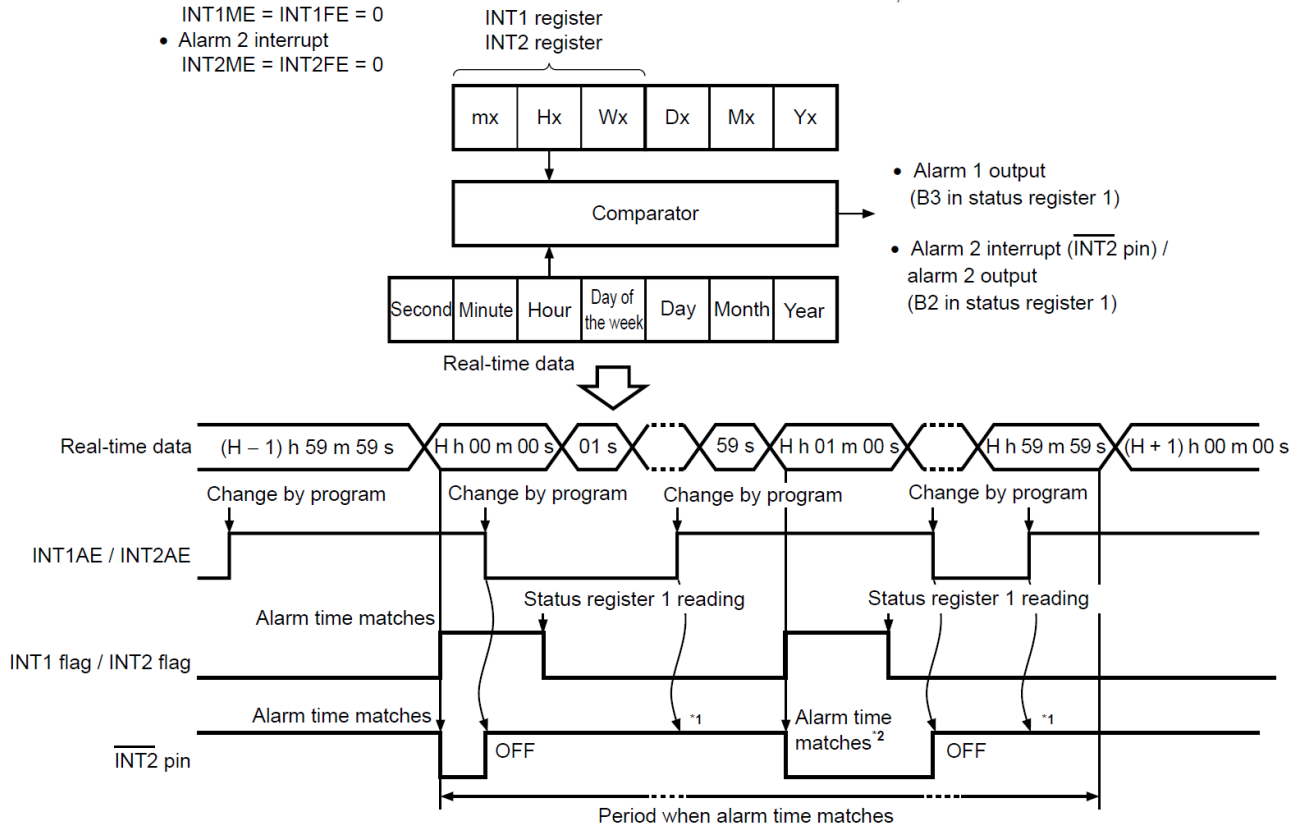 INT1ME = INT1FE = 0
• Alarm 2 interrupt
INT2ME = INT2FE = 0
INT1 register
INT2 register
mx Hx Wx Dx Mx Yx
Comparator
• Alarm 1 output
(B3 in status register 1)
• Alarm 2 interrupt (INT2 pin) /
alarm 2 output
(B2 in status register 1)
Second Minute Hour Day of the week Day Month Year
Real-time data
Real-time data (H − 1) h 59 m 59 s H h 00 m 00 s 01 s 59 s H h 01 m 00 s H h 59 m 59 s (H + 1) h 00 m 00 s
Change by program Change by program Change by program Change by program
INT1AE / INT2AE
Status register 1 reading Status register 1 reading
Alarm time matches
INT1 flag / INT2 flag
Alarm time matches *1 Alarm time matches*2 *1
OFF OFF
INT2 pin
Period when alarm time matches